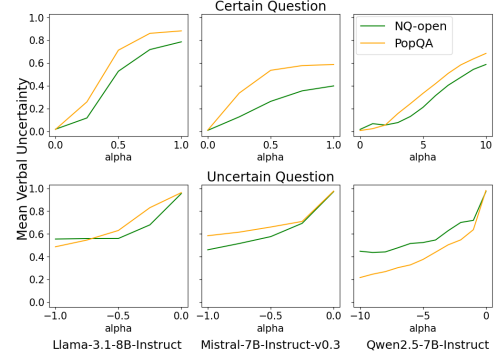 Certain Question
Mean Verbal Uncertainty
1.0
0.8
0.6
0.4
0.2
0.0
0.0 0.5 1.0
alpha
0.0 0.5 1.0
alpha
NQ-open
PopQA
0 5 10
alpha
Uncertain Question
1.0
0.8
0.6
0.4
0.2
0.0
−1.0 −0.5 0.0
alpha
−1.0 −0.5 0.0
alpha
−10 −5 0
alpha
Llama-3.1-8B-Instruct
Mistral-7B-Instruct-v0.3
Qwen2.5-7B-Instruct